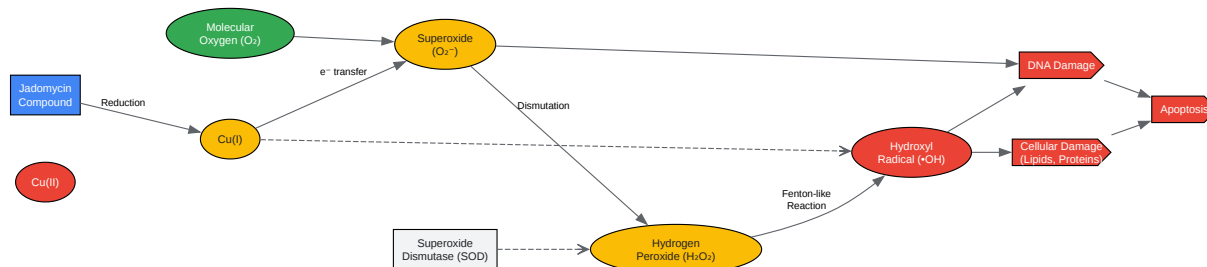 Molecular
Oxygen (O₂)
Superoxide
(O₂⁻)
e⁻ transfer
DNA Damage
Jadomycin
Compound
Reduction
Dismutation
Apoptosis
Cu(I)
Hydroxyl
Radical (•OH)
Cellular Damage
(Lipids, Proteins)
Cu(II)
Fenton-like
Reaction
Superoxide
Dismutase (SOD)
Hydrogen
Peroxide (H₂O₂)